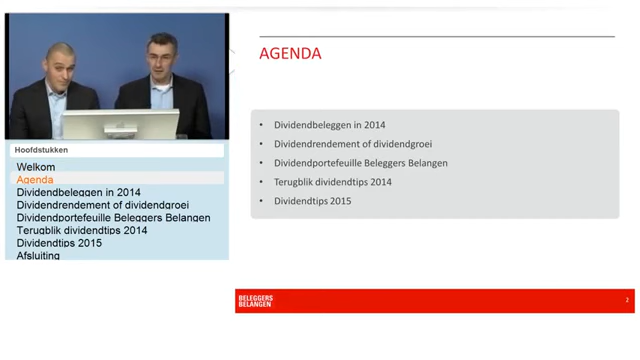 Hoofdstukken
Welkom
Agenda
Dividendbeleggen in 2014
Dividendrendement of dividendgroei
Dividendportefeuille Beleggers Belangen
Terugblik dividendtips 2014
Dividendtips 2015
Afsluiting
AGENDA
• Dividendbeleggen in 2014
• Dividendrendement of dividendgroei
• Dividendportefeuille Beleggers Belangen
• Terugblik dividendtips 2014
• Dividendtips 2015
BELEGGERS
BELANGEN
2